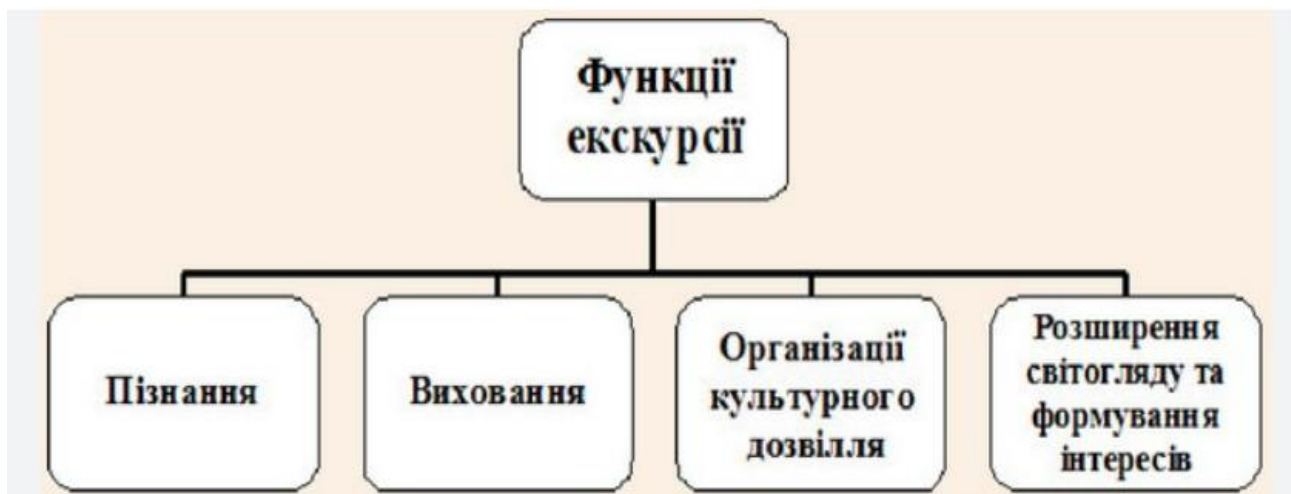 Функції
екскурсії
Пізнання
Виховання
Організації
культурного
дозвілля
Розширення
світогляду та
формування
інтересів